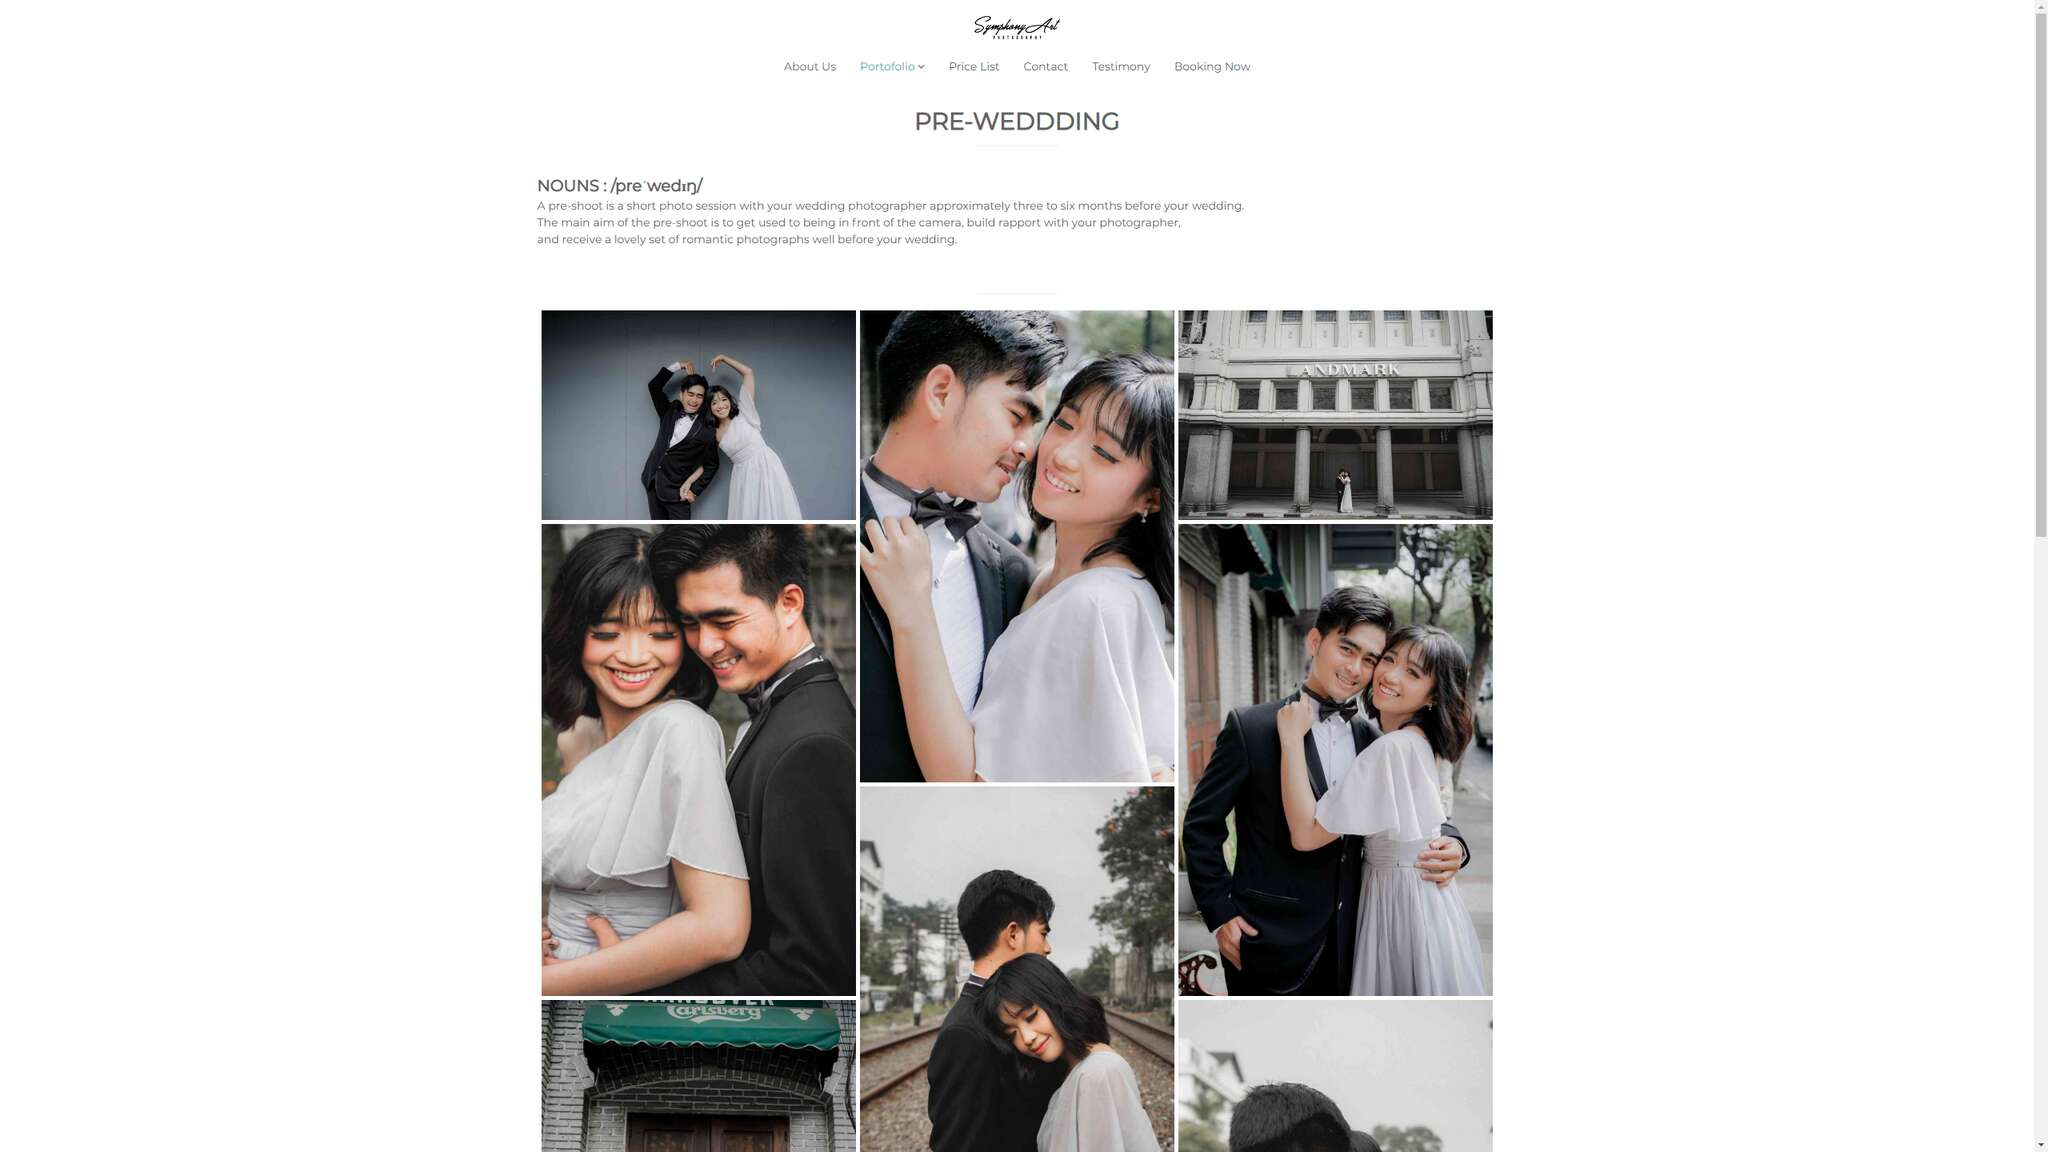 SymphonyArt
PHOTOGRAPHY
About Us
Portofolio
Price List
Contact
Testimony
Booking Now
PRE-WEDDDING
NOUNS : /preˈwedɪŋ/
A pre-shoot is a short photo session with your wedding photographer approximately three to six months before your wedding.
The main aim of the pre-shoot is to get used to being in front of the camera, build rapport with your photographer,
and receive a lovely set of romantic photographs well before your wedding.
LANDMARK
HANGOVER
Carlsberg